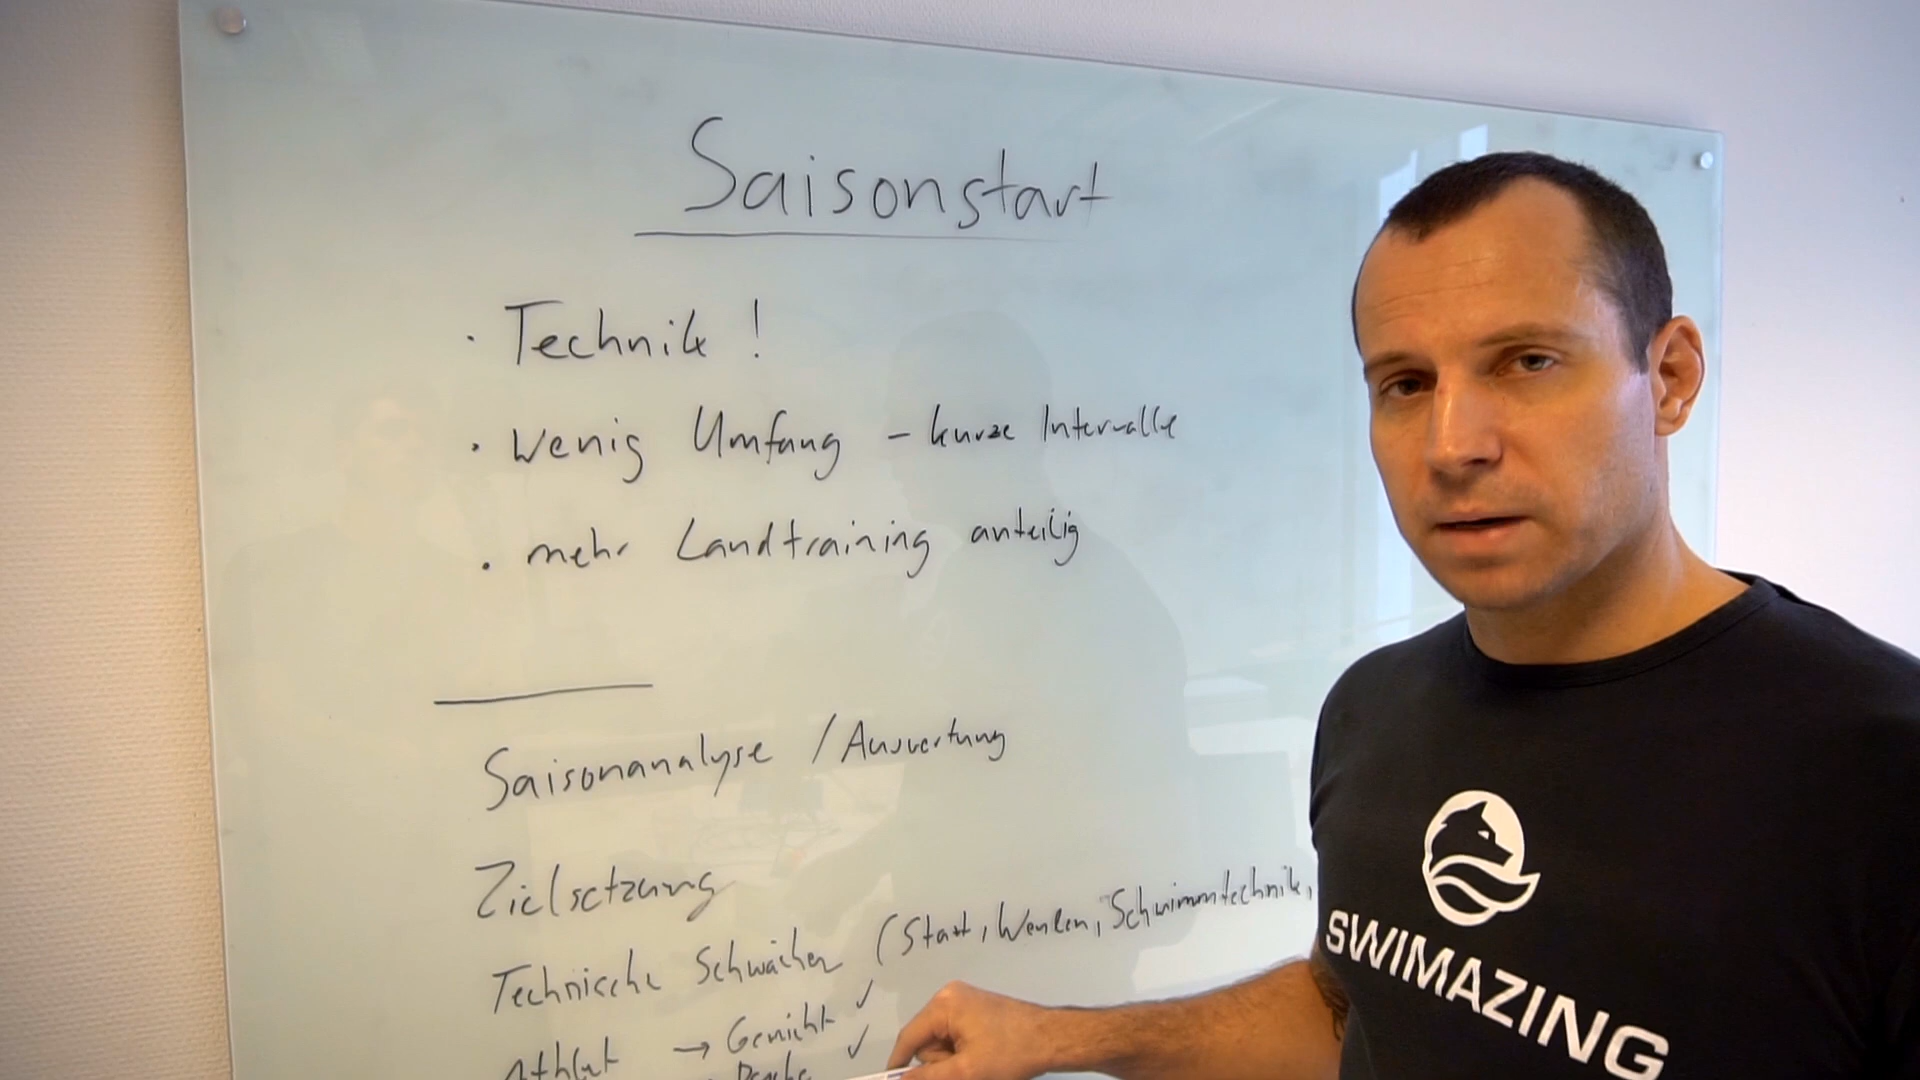 Saisonstart
· Technik !
· Wenig Umfang – kurze Intervalle
· mehr Landtraining anteilig
Saisonanalyse / Auswertung
Zielsetzung
Technische Schwächen (Start, Wenden, Schwimmtechnik,
Athlet → Gewicht ✓
✓
SWIMAZING